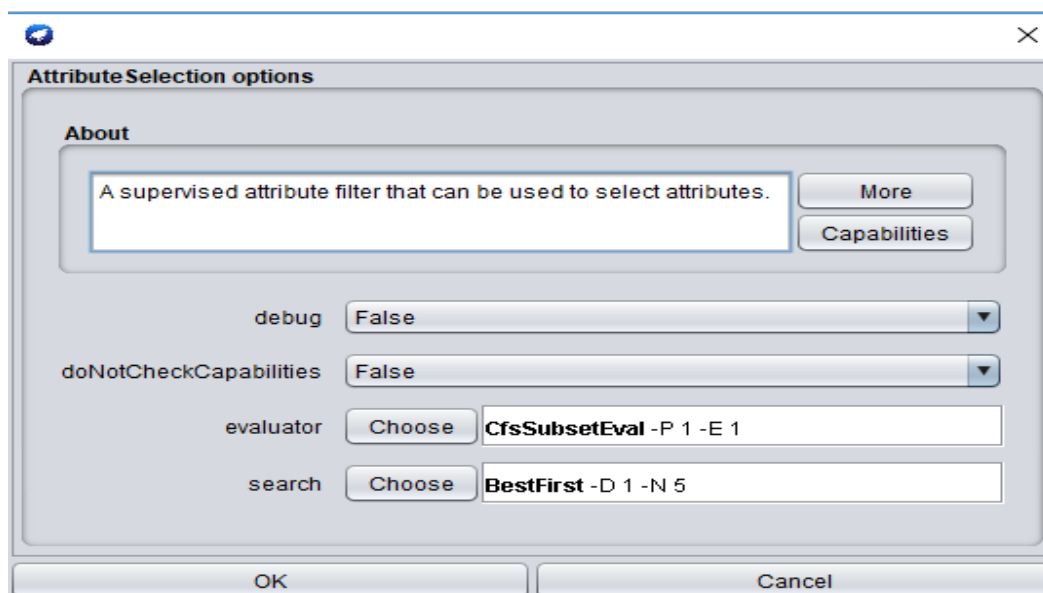 AttributeSelection options
About
A supervised attribute filter that can be used to select attributes.
More
Capabilities
debug False
doNotCheckCapabilities False
evaluator Choose CfsSubsetEval -P 1 -E 1
search Choose BestFirst -D 1 -N 5
OK Cancel